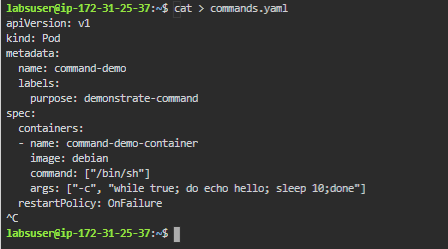 labsuser@ip-172-31-25-37:~$ cat > commands.yaml
apiVersion: v1
kind: Pod
metadata:
  name: command-demo
  labels:
    purpose: demonstrate-command
spec:
  containers:
  - name: command-demo-container
    image: debian
    command: ["/bin/sh"]
    args: ["-c", "while true; do echo hello; sleep 10;done"]
  restartPolicy: OnFailure
^C
labsuser@ip-172-31-25-37:~$